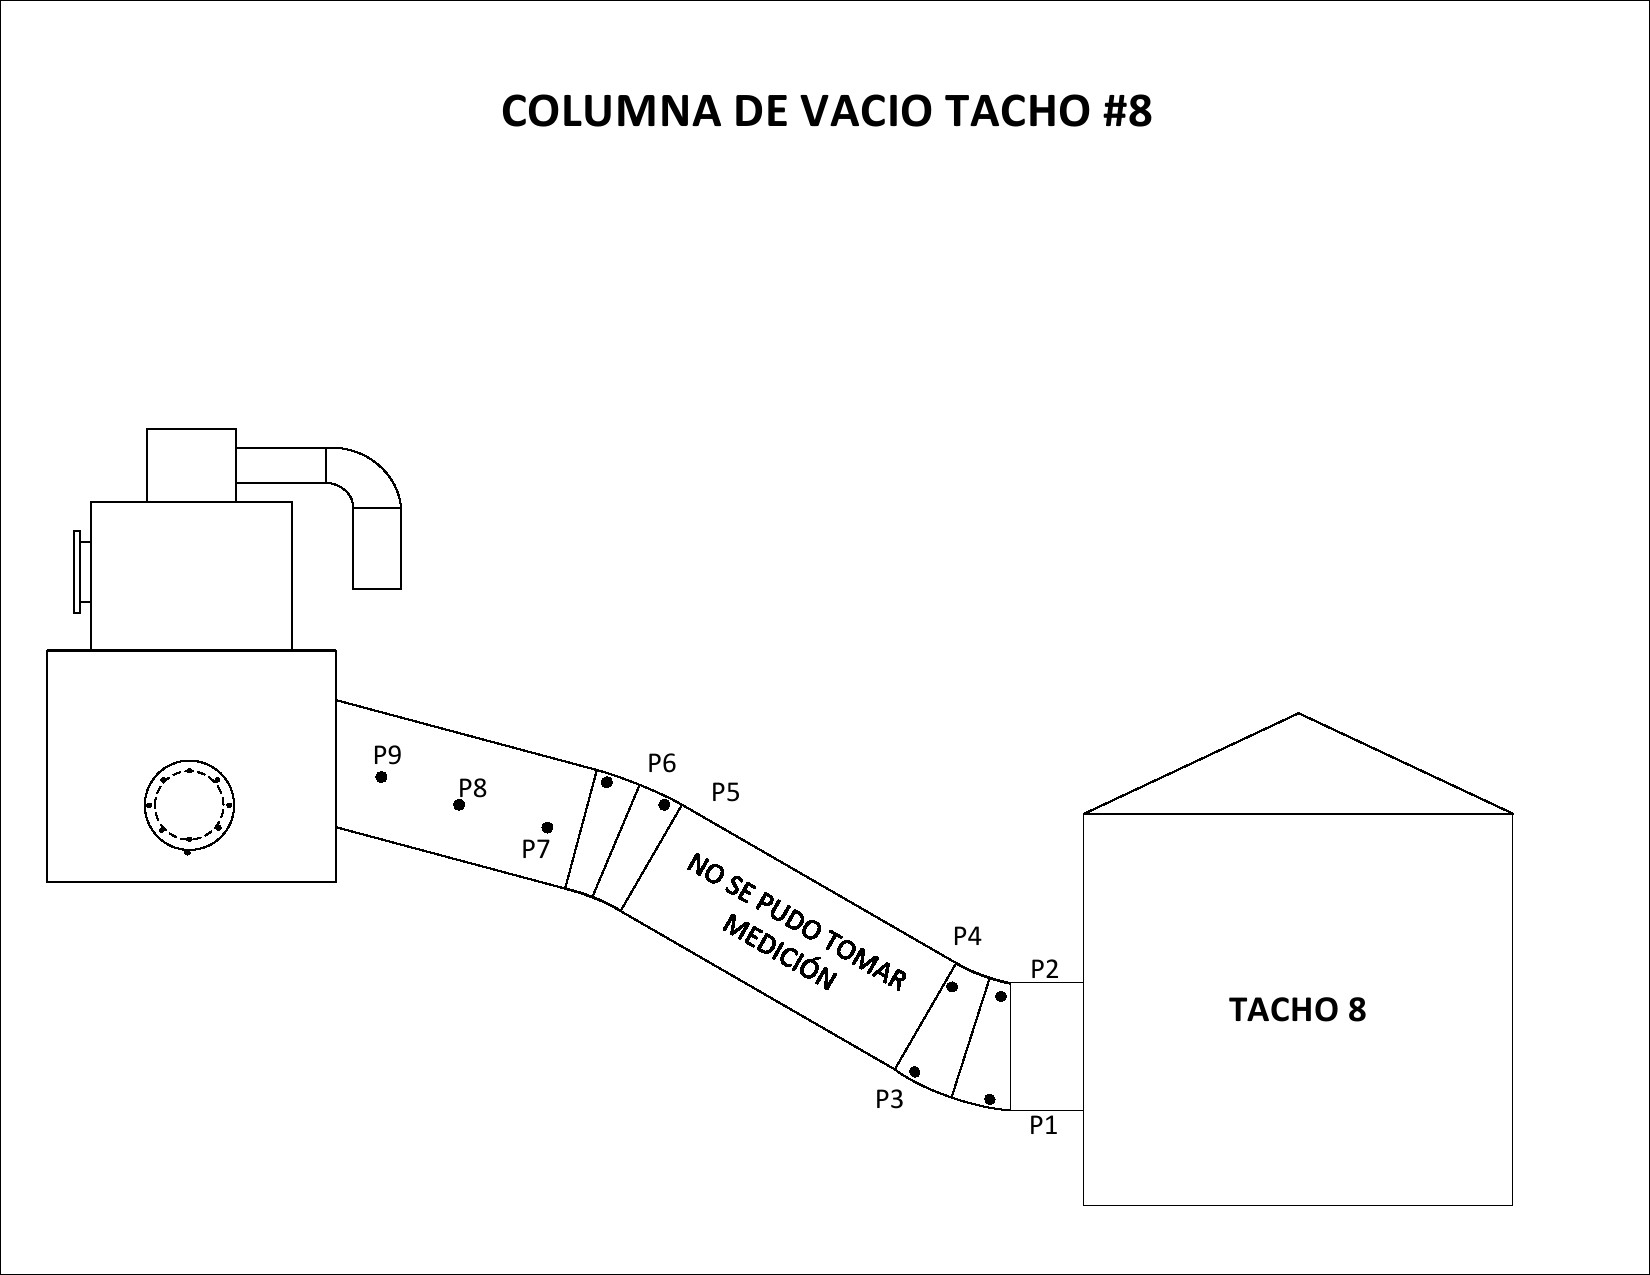 COLUMNA DE VACIO TACHO #8
P9
P8
P7
P6
P5
NO SE PUDO TOMAR
MEDICIÓN
P4
P2
P3
P1
TACHO 8